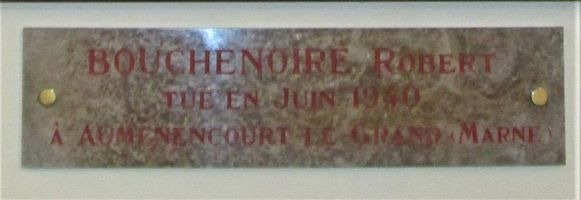 BOUCHENOIRE ROBERT
TUÉ EN JUIN 1940
À AUMENENCOURT LE GRAND (MARNE)